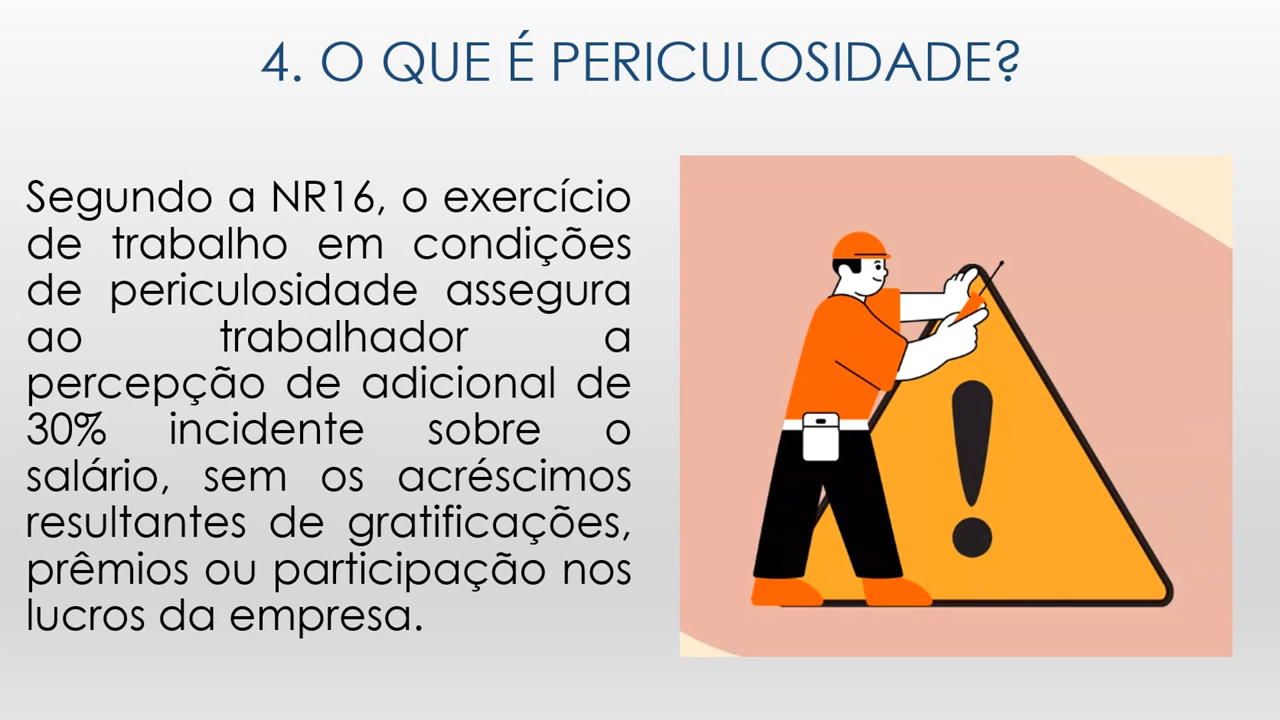 4. O QUE É PERICULOSIDADE?
Segundo a NR16, o exercício
de trabalho em condições
de periculosidade assegura
ao trabalhador a
percepção de adicional de
30% incidente sobre o
salário, sem os acréscimos
resultantes de gratificações,
prêmios ou participação nos
lucros da empresa.